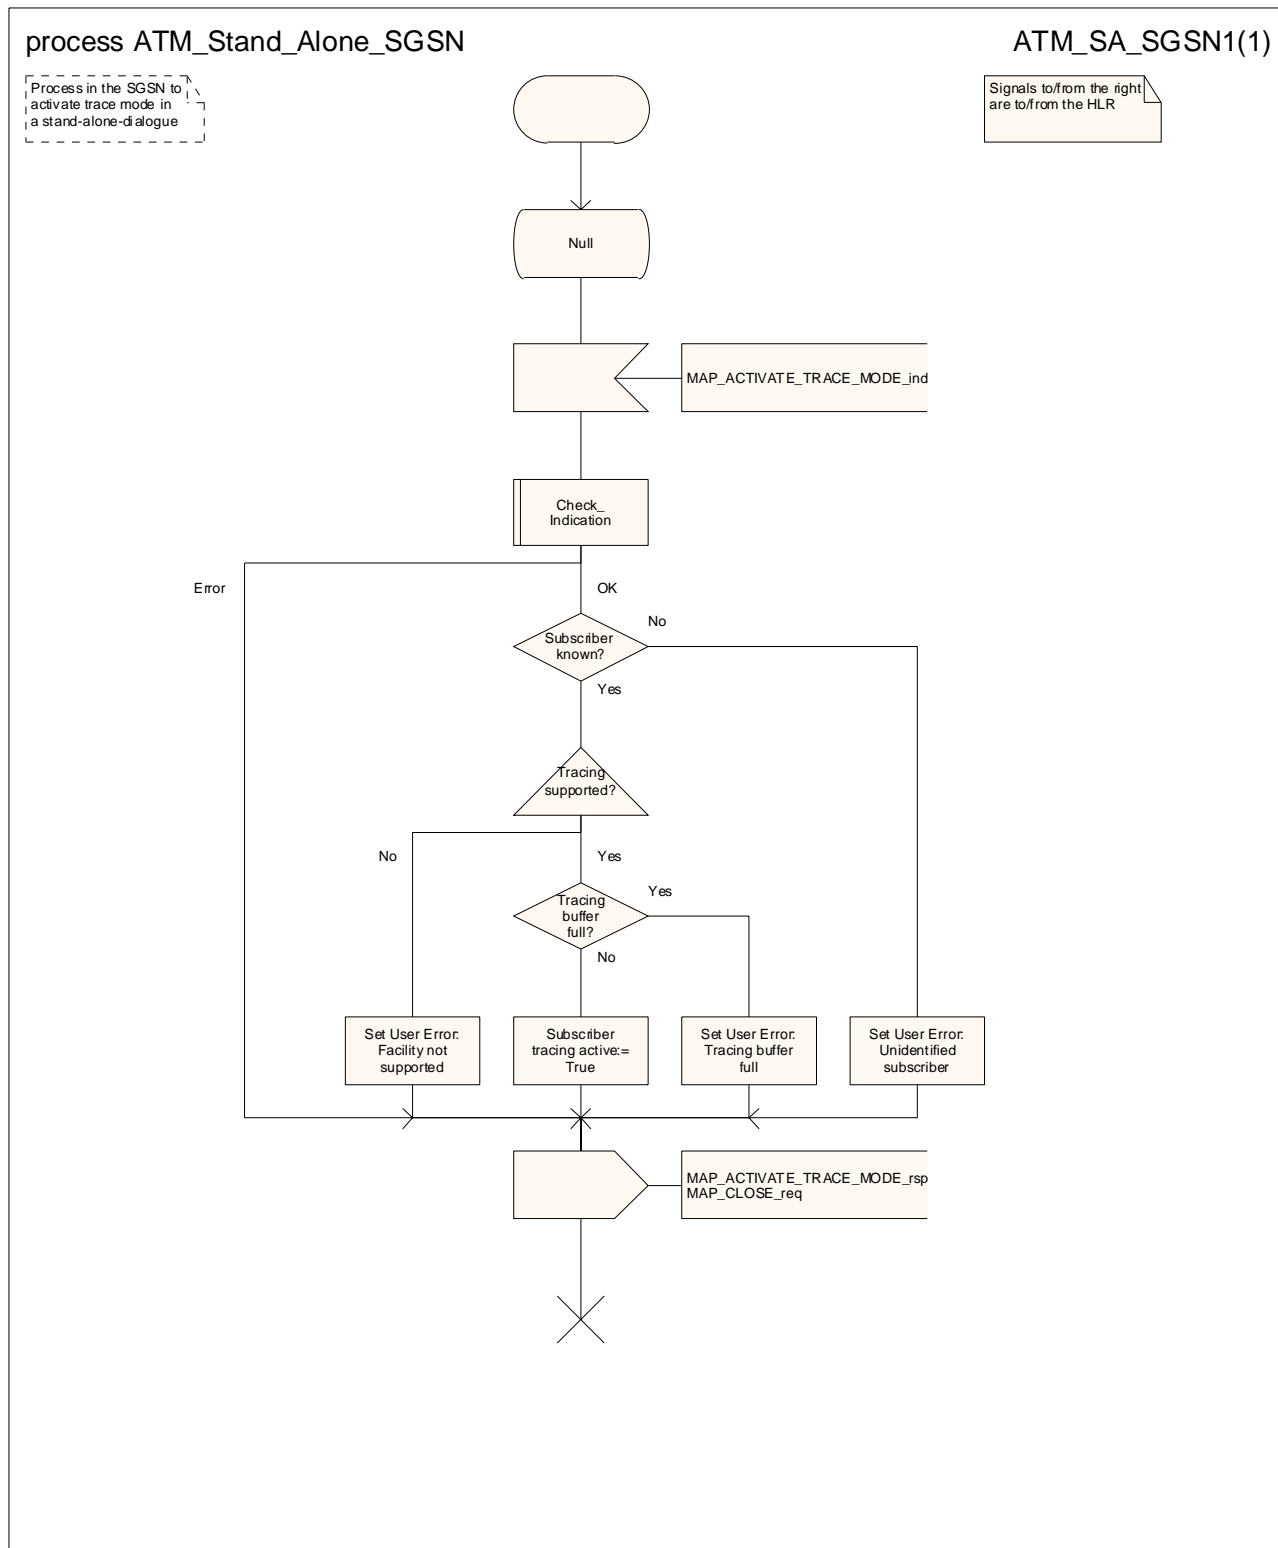 process ATM_Stand_Alone_SGSN
ATM_SA_SGSN1(1)
Process in the SGSN to
activate trace mode in
a stand-alone-dialogue
Signals to/from the right
are to/from the HLR
Null
MAP_ACTIVATE_TRACE_MODE_ind
Check_
Indication
Error
OK
Subscriber
known?
No
Yes
Tracing
supported?
No
Yes
Tracing
buffer
full?
Yes
No
Set User Error:
Facility not
supported
Subscriber
tracing active:=
True
Set User Error:
Tracing buffer
full
Set User Error:
Unidentified
subscriber
MAP_ACTIVATE_TRACE_MODE_rsp
MAP_CLOSE_req